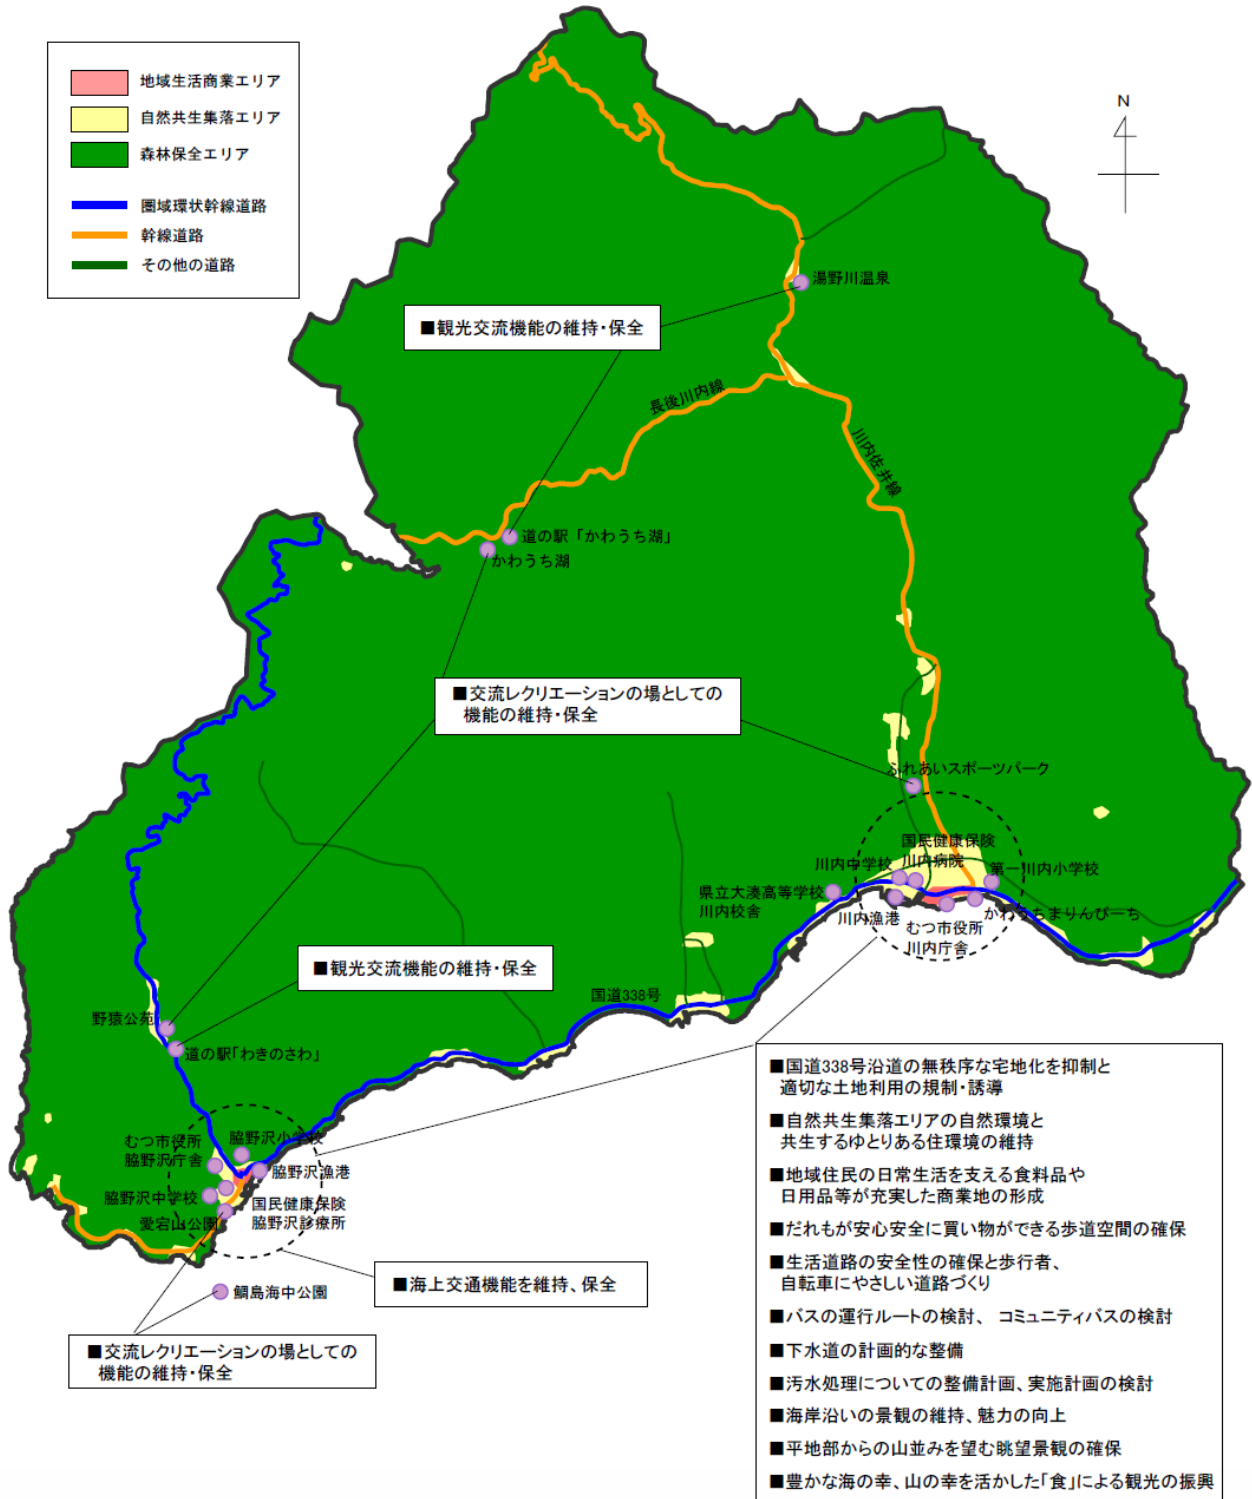 地域生活商業エリア
自然共生集落エリア
森林保全エリア
圏域環状幹線道路
幹線道路
その他の道路
N
湯野川温泉
■観光交流機能の維持・保全
長後川内線
川内佐井線
道の駅「かわうち湖」
かわうち湖
■交流レクリエーションの場としての
機能の維持・保全
ふれあいスポーツパーク
国民健康保険
川内病院
川内中学校
第一川内小学校
県立大湊高等学校
川内校舎
川内漁港
かわうちまりんびーち
むつ市役所
川内庁舎
■観光交流機能の維持・保全
国道338号
野猿公苑
道の駅「わきのさわ」
むつ市役所
脇野沢庁舎
脇野沢小学校
脇野沢漁港
脇野沢中学校
国民健康保険
脇野沢診療所
愛宕山公園
■海上交通機能を維持、保全
鯛島海中公園
■交流レクリエーションの場としての
機能の維持・保全
■国道338号沿道の無秩序な宅地化を抑制と
適切な土地利用の規制・誘導
■自然共生集落エリアの自然環境と
共生するゆとりある住環境の維持
■地域住民の日常生活を支える食料品や
日用品等が充実した商業地の形成
■だれもが安心安全に買い物ができる歩道空間の確保
■生活道路の安全性の確保と歩行者、
自転車にやさしい道路づくり
■バスの運行ルートの検討、コミュニティバスの検討
■下水道の計画的な整備
■汚水処理についての整備計画、実施計画の検討
■海岸沿いの景観の維持、魅力の向上
■平地部からの山並みを望む眺望景観の確保
■豊かな海の幸、山の幸を活かした「食」による観光の振興